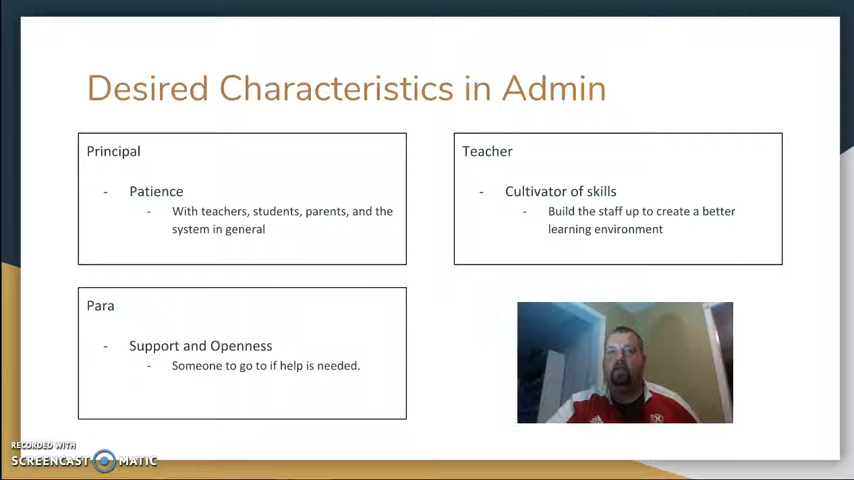 Desired Characteristics in Admin
Principal
- Patience
- With teachers, students, parents, and the
system in general
Teacher
- Cultivator of skills
- Build the staff up to create a better
learning environment
Para
- Support and Openness
- Someone to go to if help is needed.
RECORDED WITH
SCREENCAST MATIC